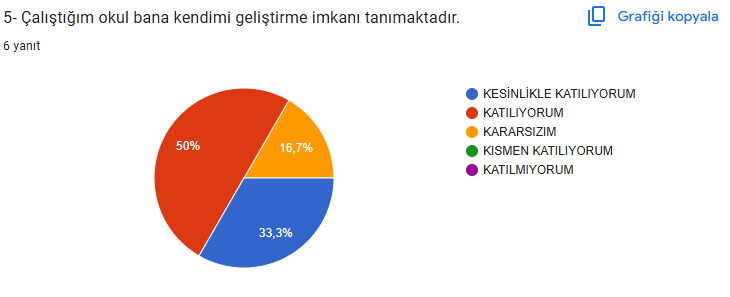 5- Çalıştığım okul bana kendimi geliştirme imkanı tanımaktadır.
Grafiği kopyala
6 yanıt
KESİNLİKLE KATILIYORUM
KATILIYORUM
KARARSIZIM
KISMEN KATILIYORUM
KATILMIYORUM
50%
16,7%
33,3%